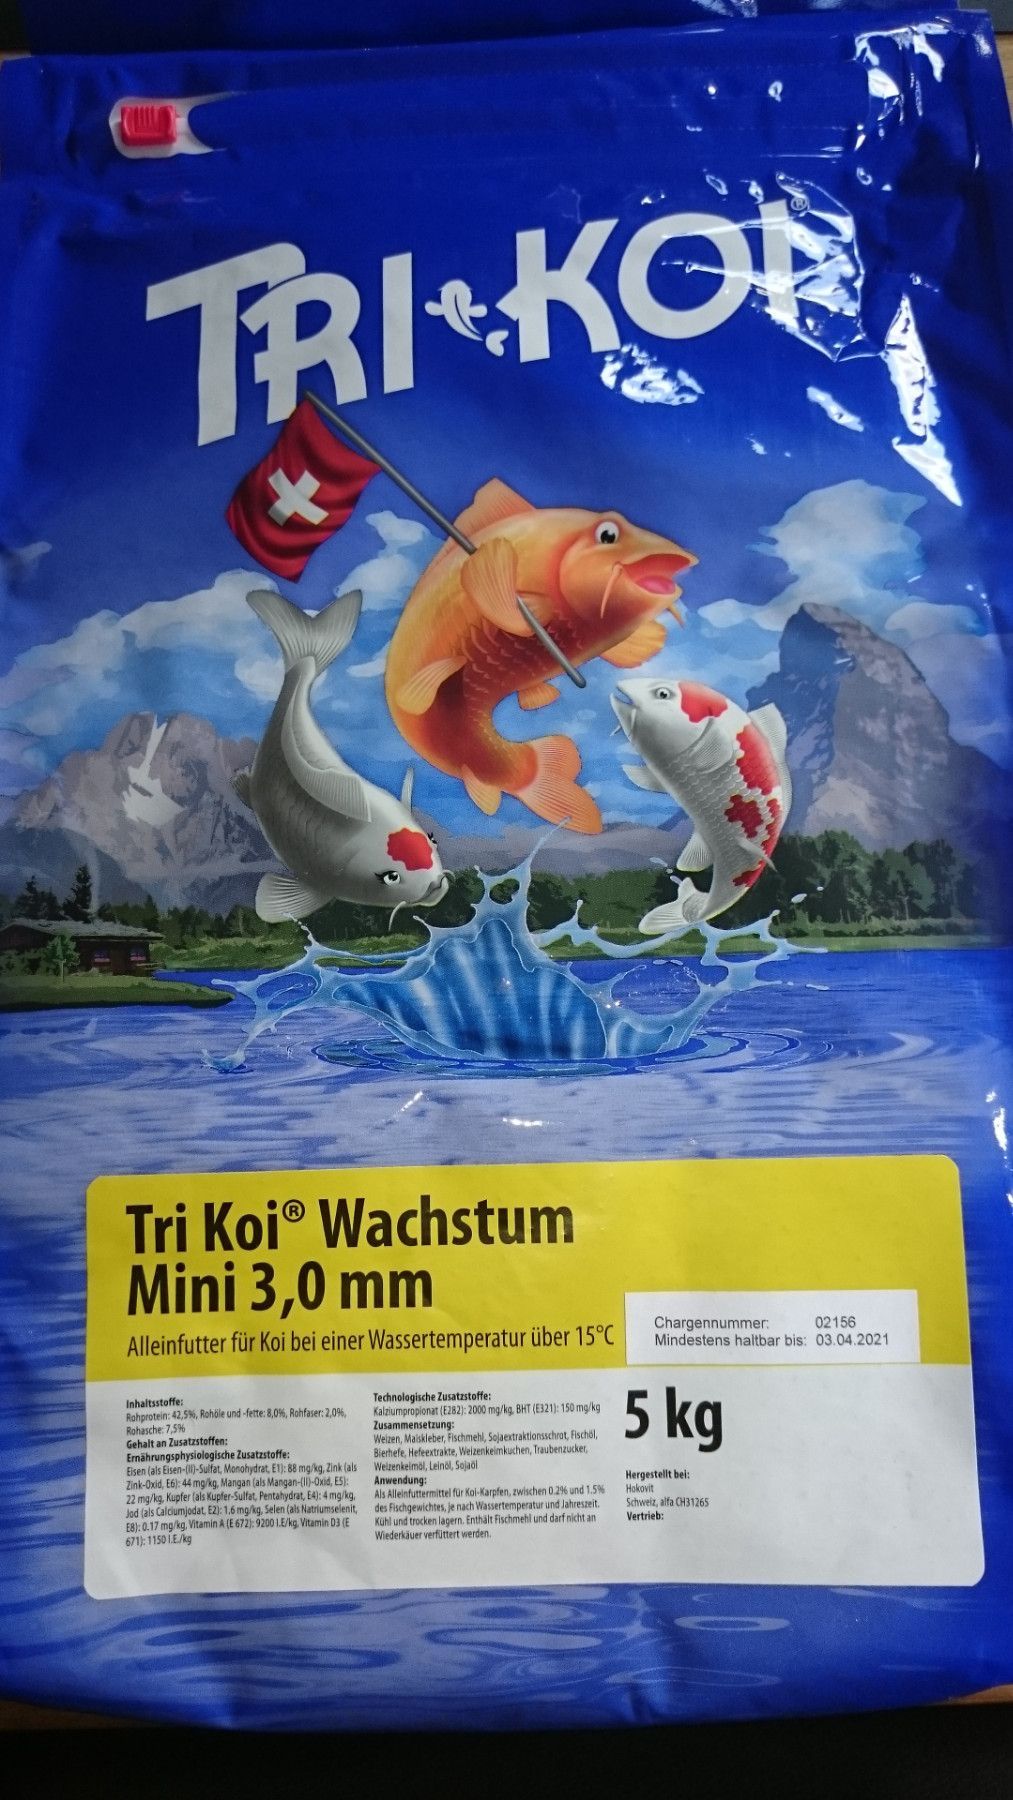 TRI KOI®
Tri Koi® Wachstum
Mini 3,0 mm
Alleinfutter für Koi bei einer Wassertemperatur über 15°C
Chargennummer: 02156
Mindestens haltbar bis: 03.04.2021
Inhaltsstoffe:
Rohprotein: 42,5%, Rohöle und -fette: 8,0%, Rohfaser: 2,0%,
Rohasche: 7,5%
Gehalt an Zusatzstoffen:
Ernährungsphysiologische Zusatzstoffe:
Eisen (als Eisen-(II)-Sulfat, Monohydrat, E1): 88 mg/kg, Zink (als
Zink-Oxid, E6): 44 mg/kg, Mangan (als Mangan-(II)-Oxid, E5):
22 mg/kg, Kupfer (als Kupfer-Sulfat, Pentahydrat, E4): 4 mg/kg,
Jod (als Calciumjodat, E2): 1,6 mg/kg, Selen (als Natriumselenit,
E8): 0.17 mg/kg, Vitamin A (E 672): 9200 I.E/kg, Vitamin D3 (E
671): 1150 I.E./kg
Technologische Zusatzstoffe:
Kalziumpropionat (E282): 2000 mg/kg, BHT (E321): 150 mg/kg
Zusammensetzung:
Weizen, Maiskleber, Fischmehl, Sojaextraktionsschrot, Fischöl,
Bierhefe, Hefeextrakte, Weizenkeimkuchen, Traubenzucker,
Weizenkeimöl, Leinöl, Sojaöl
Anwendung:
Als Alleinfuttermittel für Koi-Karpfen, zwischen 0.2% und 1.5%
des Fischgewichtes, je nach Wassertemperatur und Jahreszeit.
Kühl und trocken lagern. Enthält Fischmehl und darf nicht an
Wiederkäuer verfüttert werden.
5 kg
Hergestellt bei:
Hokovit
Schweiz, alfa CH31265
Vertrieb: